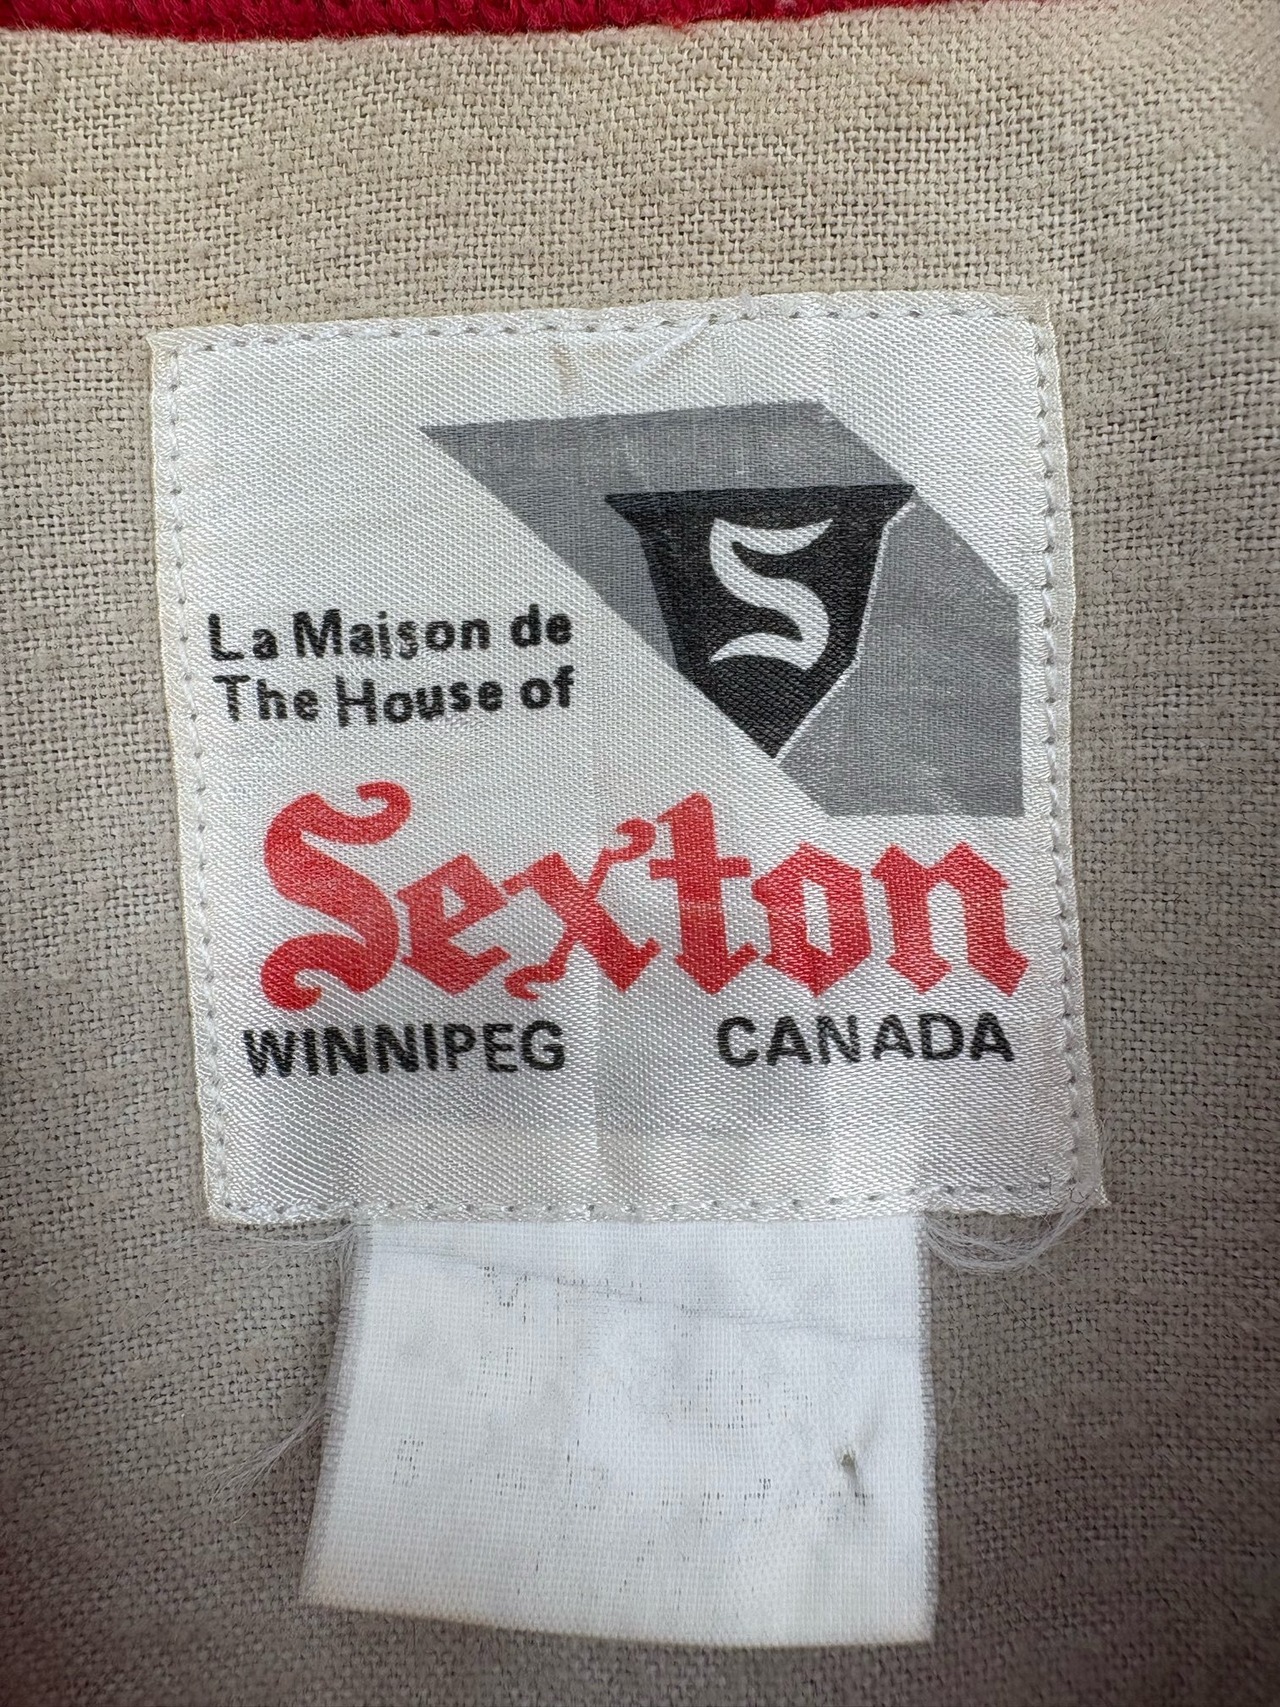 S
La Maison de
The House of
Sexton
WINNIPEG CANADA